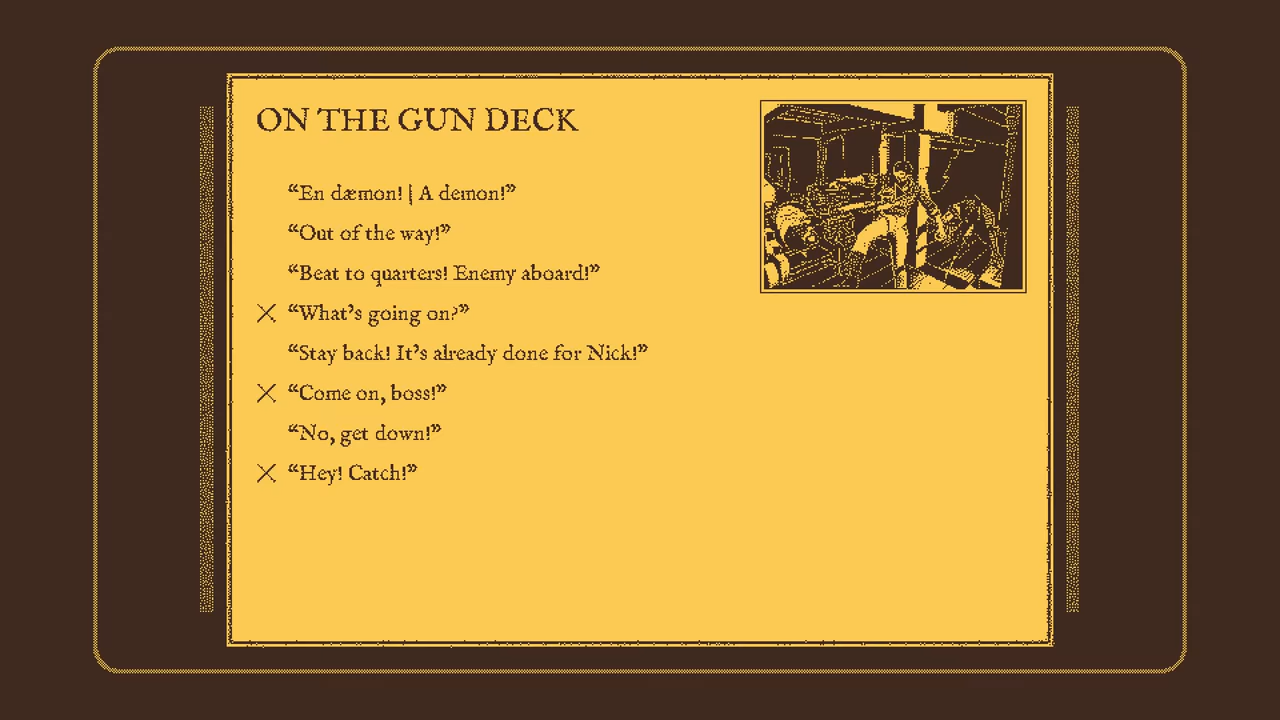 ON THE GUN DECK
“En dæmon! | A demon!”
“Out of the way!”
“Beat to quarters! Enemy aboard!”
“What’s going on?”
“Stay back! It’s already done for Nick!”
“Come on, boss!”
“No, get down!”
“Hey! Catch!”